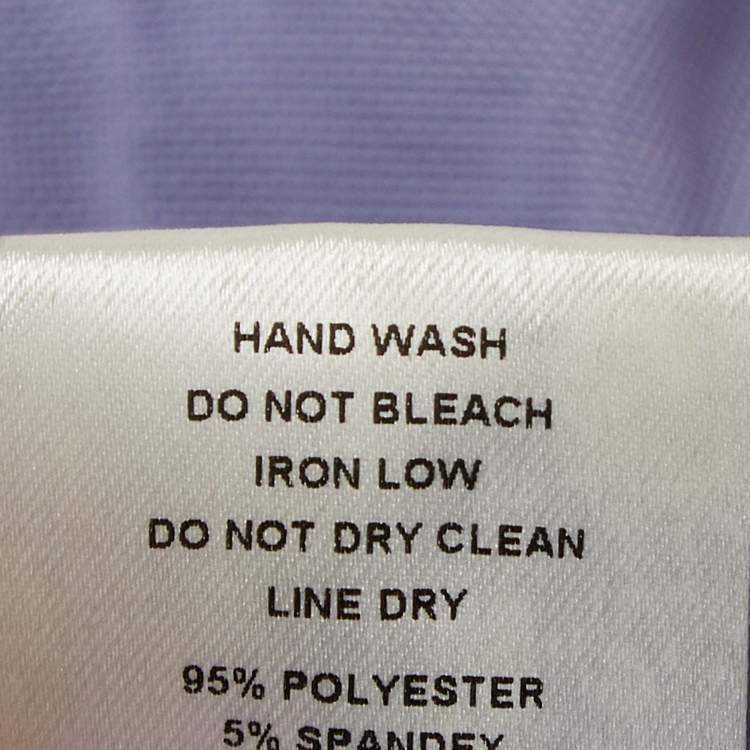 HAND WASH
DO NOT BLEACH
IRON LOW
DO NOT DRY CLEAN
LINE DRY
95% POLYESTER
5% SPANDEX